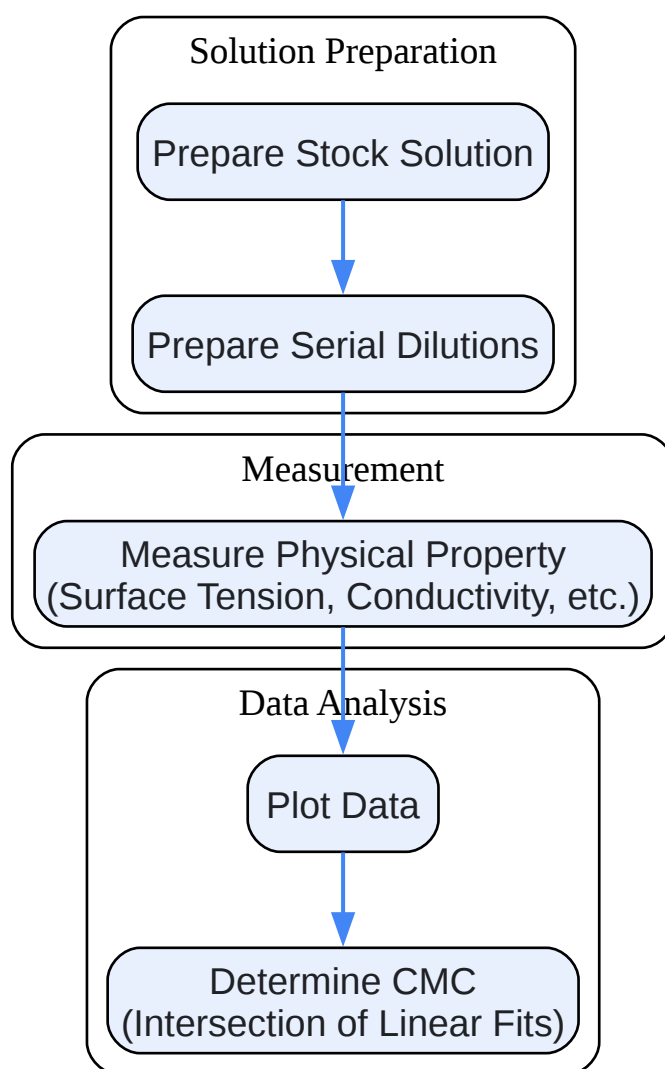 Solution Preparation
Prepare Stock Solution
Prepare Serial Dilutions
Measurement
Measure Physical Property
(Surface Tension, Conductivity, etc.)
Data Analysis
Plot Data
Determine CMC
(Intersection of Linear Fits)